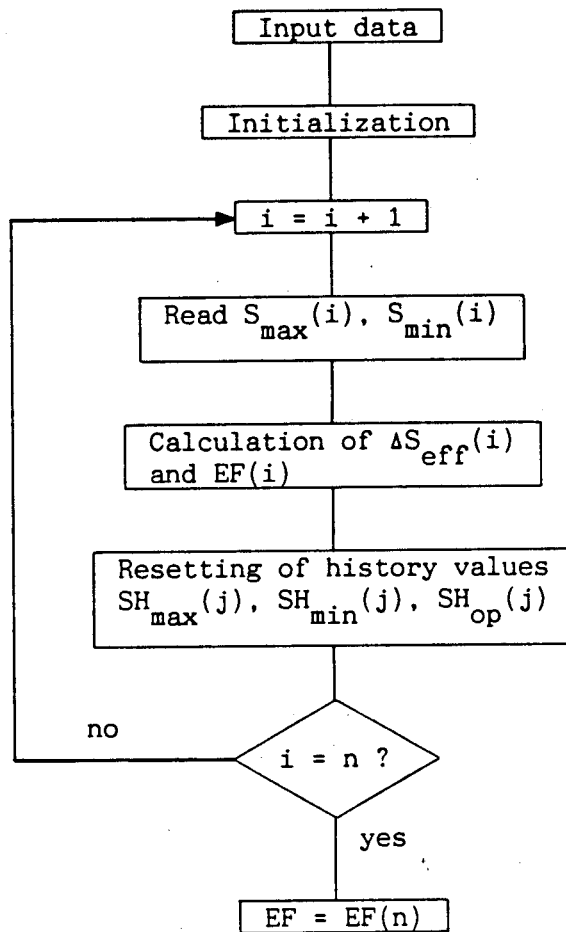 Input data
Initialization
i = i + 1
Read S_max(i), S_min(i)
Calculation of ΔS_eff(i)
and EF(i)
Resetting of history values
SH_max(j), SH_min(j), SH_op(j)
no
i = n ?
yes
EF = EF(n)